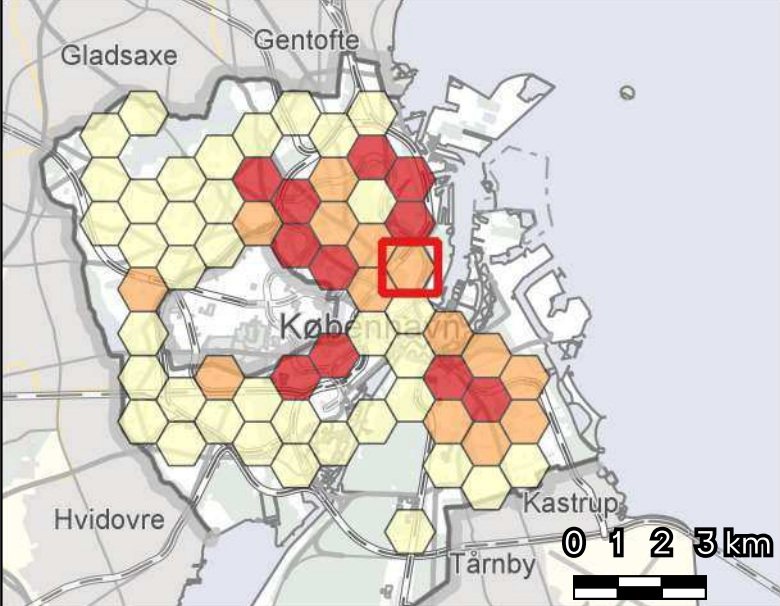 Gentofte
Gladsaxe
København
Kastrup
Hvidovre
0 1 2 3 km
Tårnby